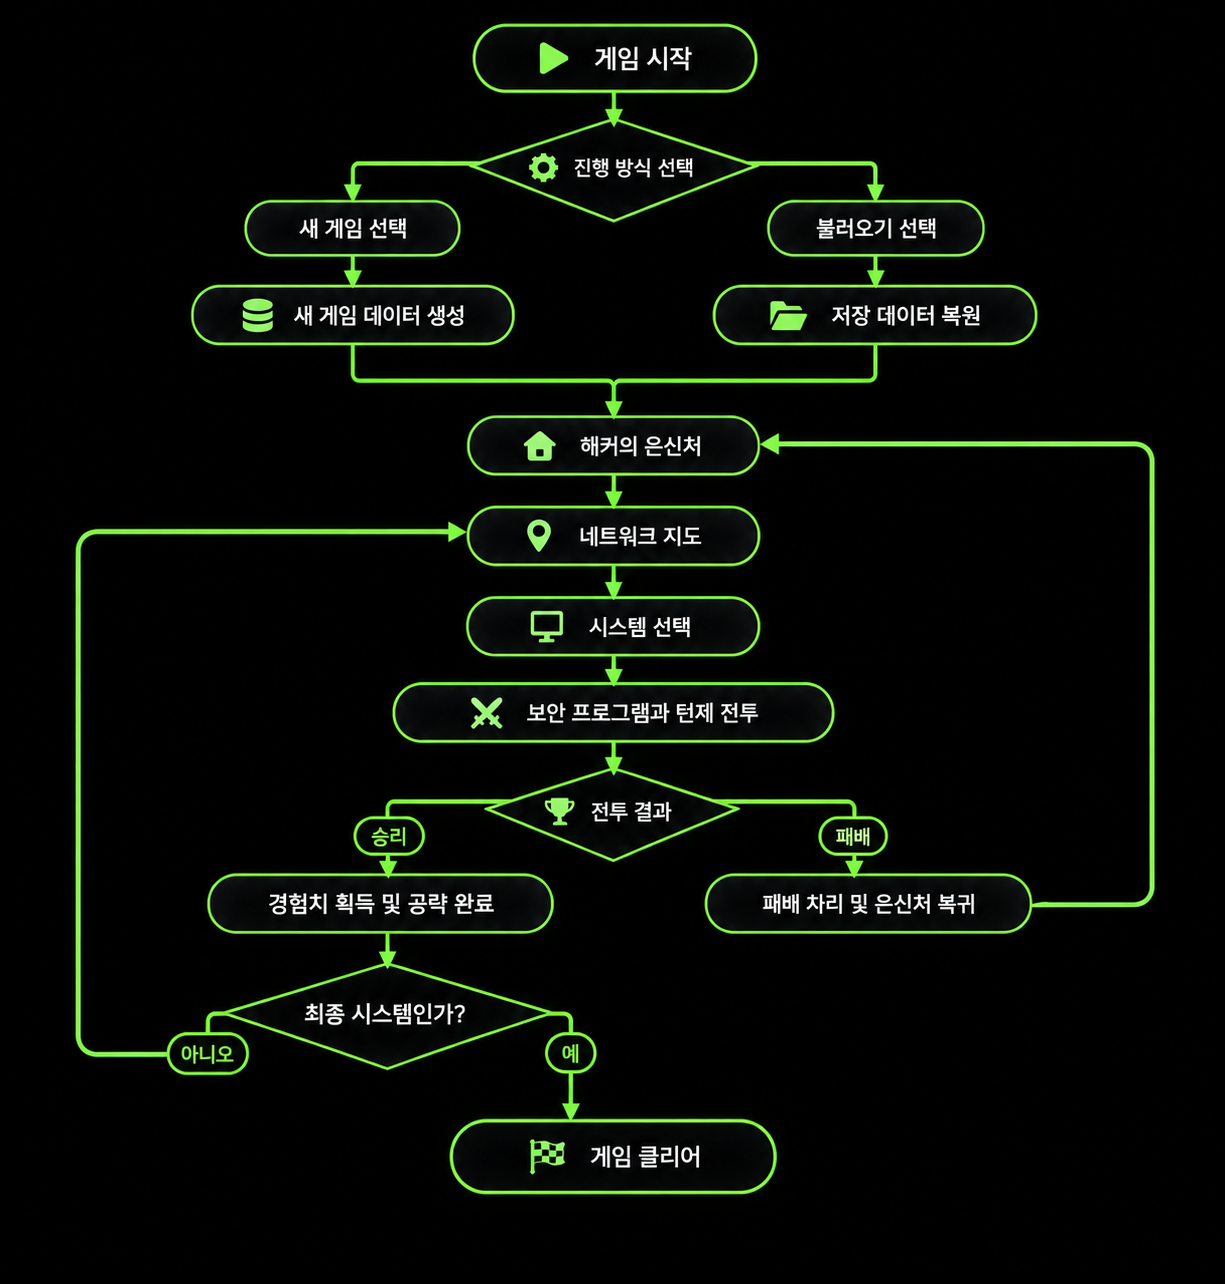 게임 시작
진행 방식 선택
새 게임 선택
불러오기 선택
새 게임 데이터 생성
저장 데이터 복원
해커의 은신처
네트워크 지도
시스템 선택
보안 프로그램과 턴제 전투
전투 결과
승리
패배
경험치 획득 및 공략 완료
패배 차리 및 은신처 복귀
최종 시스템인가?
아니오
예
게임 클리어